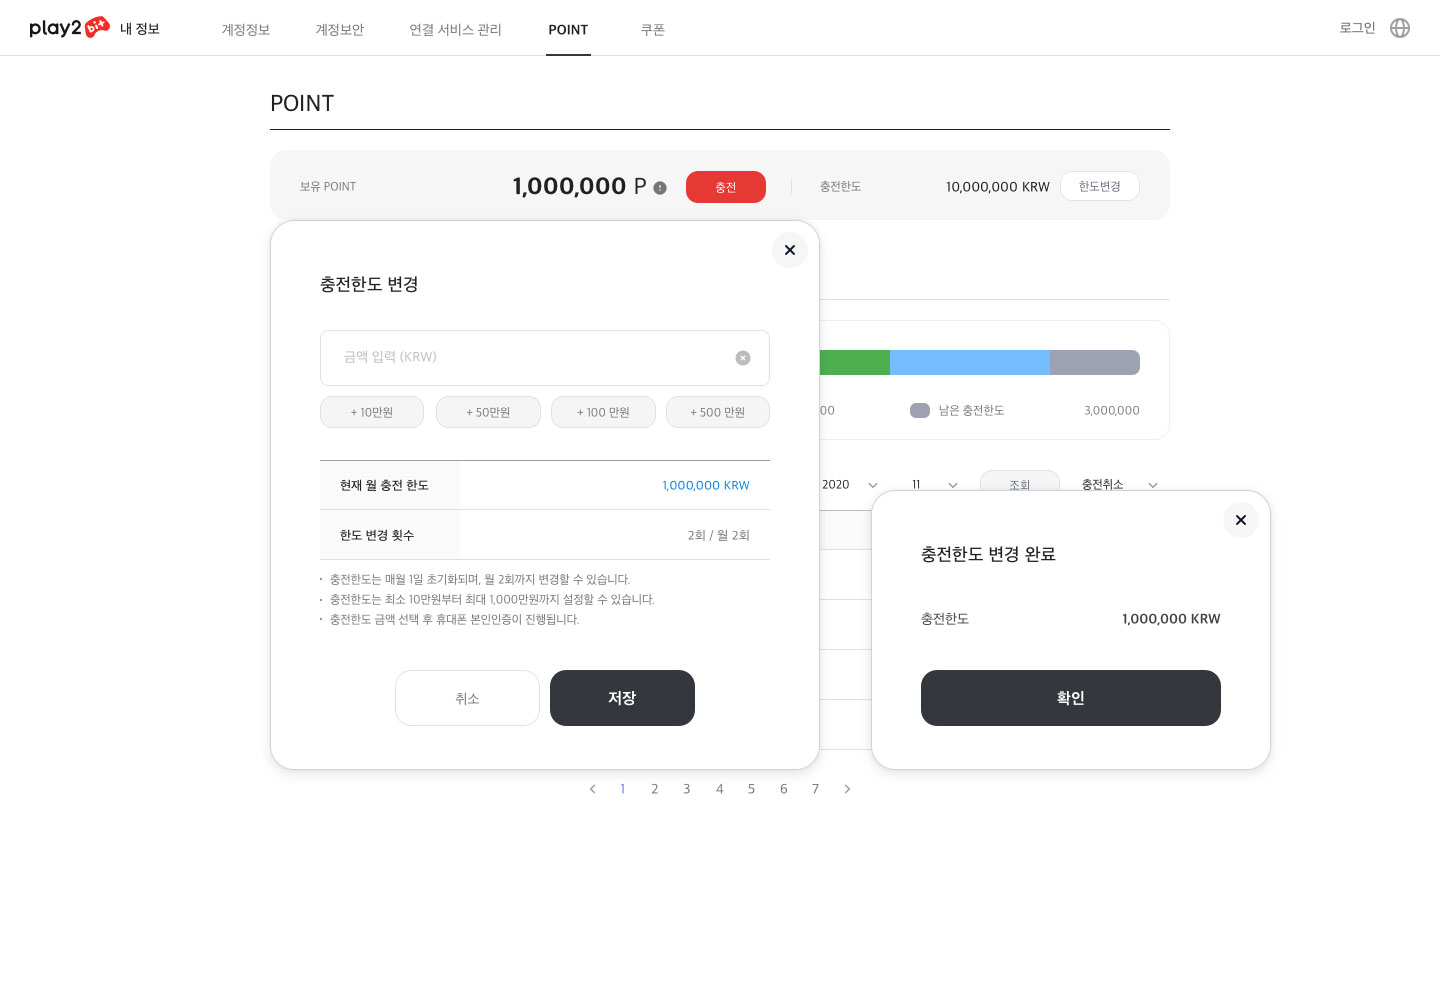 play2bit 내 정보 계정정보 계정보안 연결 서비스 관리 POINT 쿠폰 로그인
POINT
보유 POINT 1,000,000 P 충전 충전한도 10,000,000 KRW 한도변경
충전한도 변경
금액 입력 (KRW)
+ 10만원 + 50만원 + 100 만원 + 500 만원
현재 월 충전 한도 1,000,000 KRW
한도 변경 횟수 2회 / 월 2회
· 충전한도는 매월 1일 초기화되며, 월 2회까지 변경할 수 있습니다.
· 충전한도는 최소 10만원부터 최대 1,000만원까지 설정할 수 있습니다.
· 충전한도 금액 선택 후 휴대폰 본인인증이 진행됩니다.
취소 저장
00 남은 충전한도 3,000,000
2020 11 조회 충전취소
충전한도 변경 완료
충전한도 1,000,000 KRW
확인
1 2 3 4 5 6 7